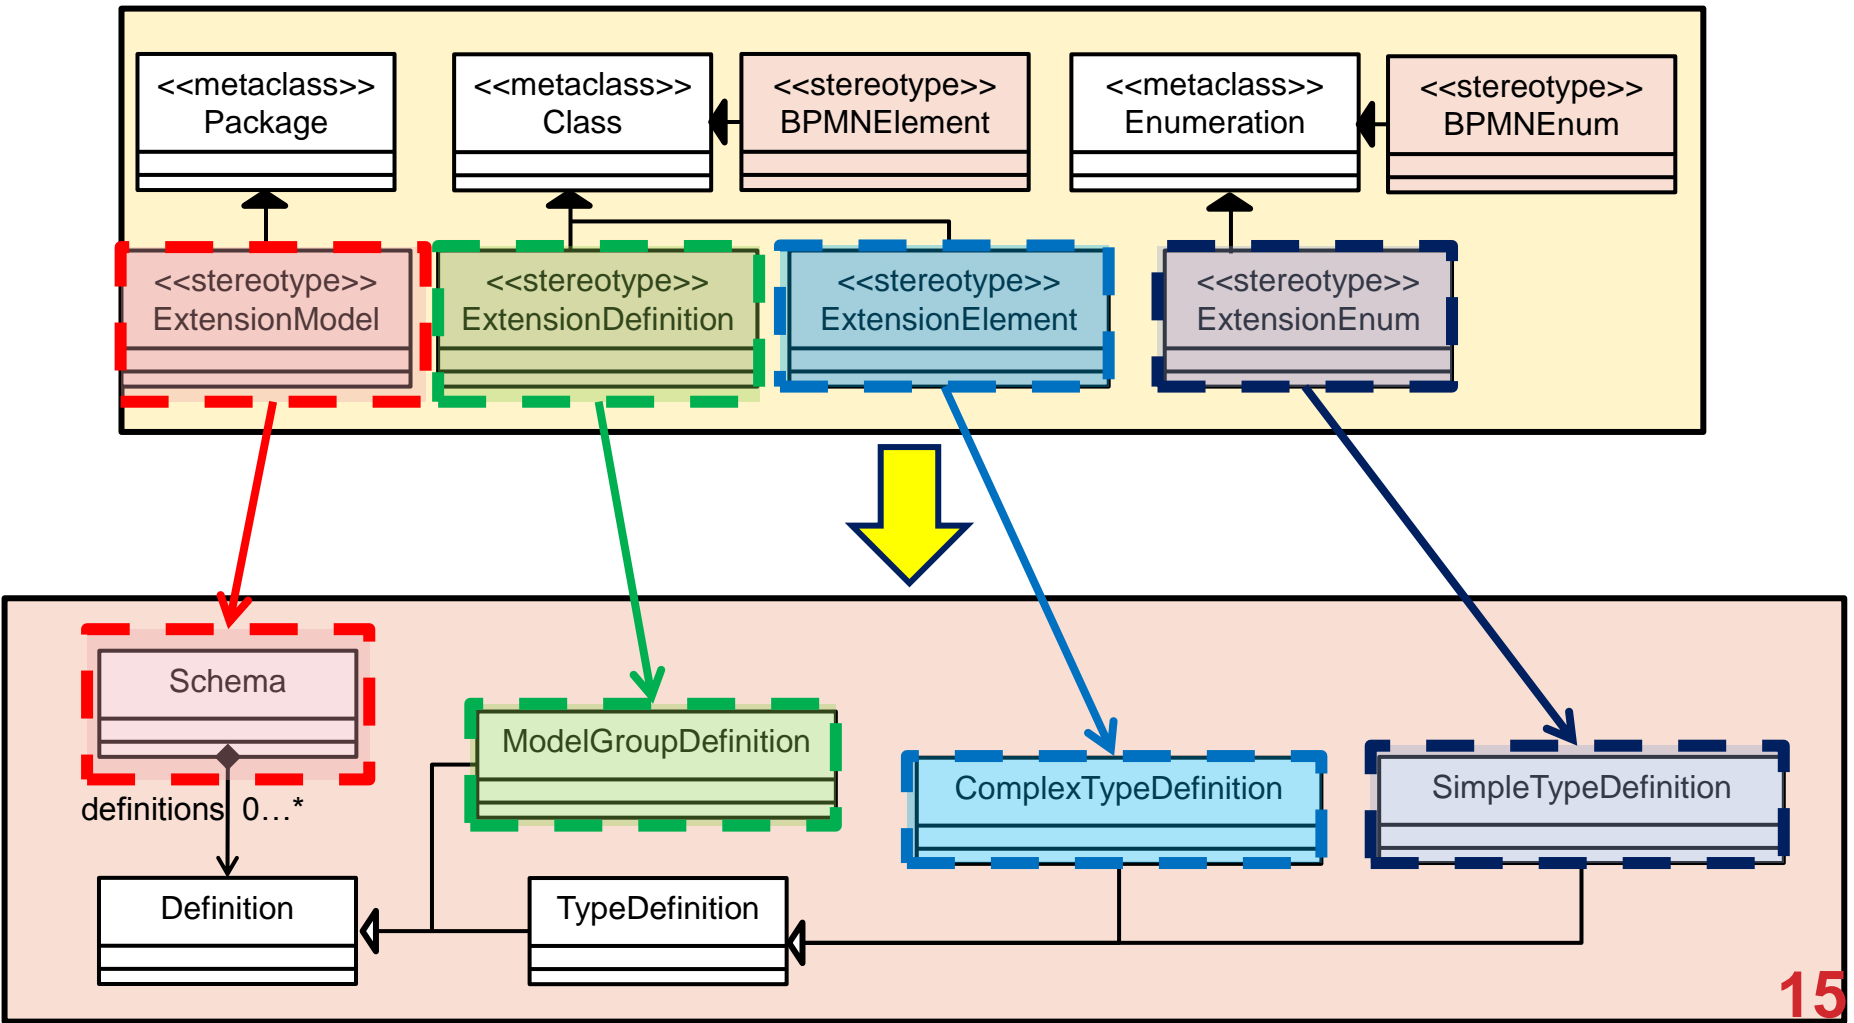 <<metaclass>>
Package
<<metaclass>>
Class
<<stereotype>>
BPMNElement
<<metaclass>>
Enumeration
<<stereotype>>
BPMNEnum
<<stereotype>>
ExtensionModel
<<stereotype>>
ExtensionDefinition
<<stereotype>>
ExtensionElement
<<stereotype>>
ExtensionEnum
Schema
ModelGroupDefinition
ComplexTypeDefinition
SimpleTypeDefinition
definitions 0…*
Definition
TypeDefinition
15